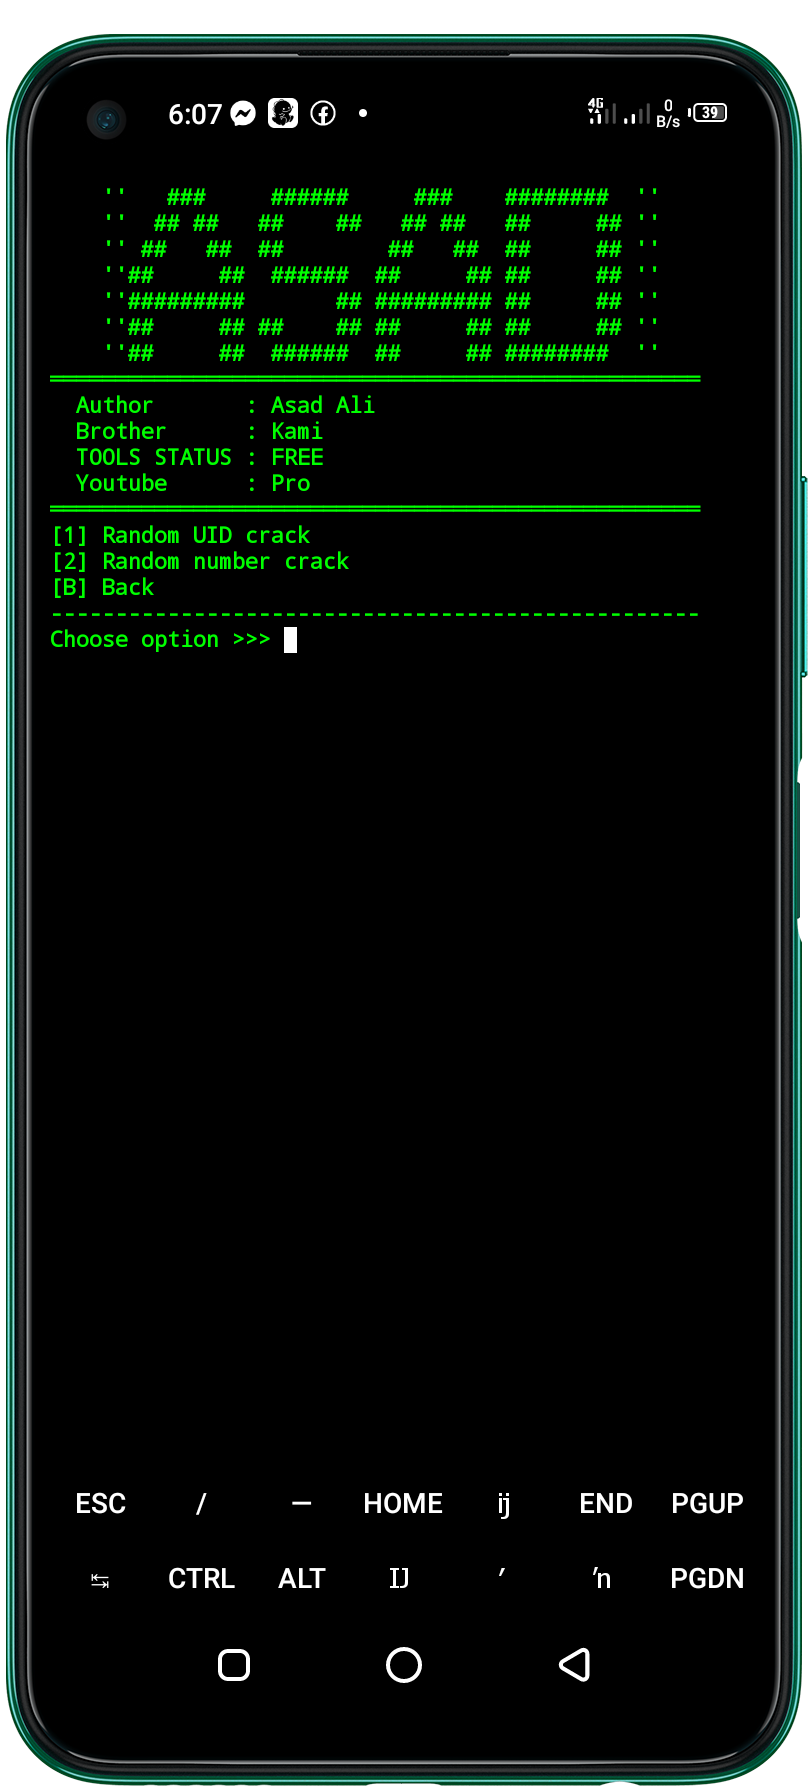 6:07
4G
0
B/s
39
'' ### ###### ### ######## ''
'' ## ## ## ## ## ## ## ## ''
'' ## ## ## ## ## ## ## ''
''## ## ###### ## ## ## ## ''
''######### ## ######### ## ## ''
''## ## ## ## ## ## ## ## ''
''## ## ###### ## ## ######## ''
Author : Asad Ali
Brother : Kami
TOOLS STATUS : FREE
Youtube : Pro
[1] Random UID crack
[2] Random number crack
[B] Back
--------------------------------------------------
Choose option >>>
ESC / — HOME ĳ END PGUP
↹ CTRL ALT Ĳ ′ ŉ PGDN